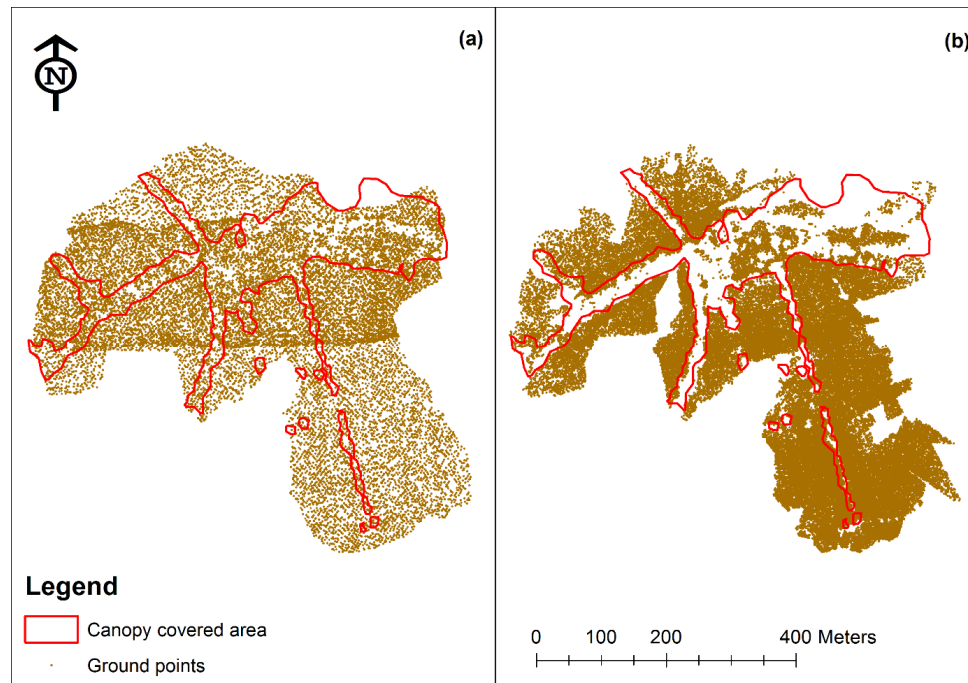 (a)
(b)
N
Legend
Canopy covered area
Ground points
0 100 200 400 Meters